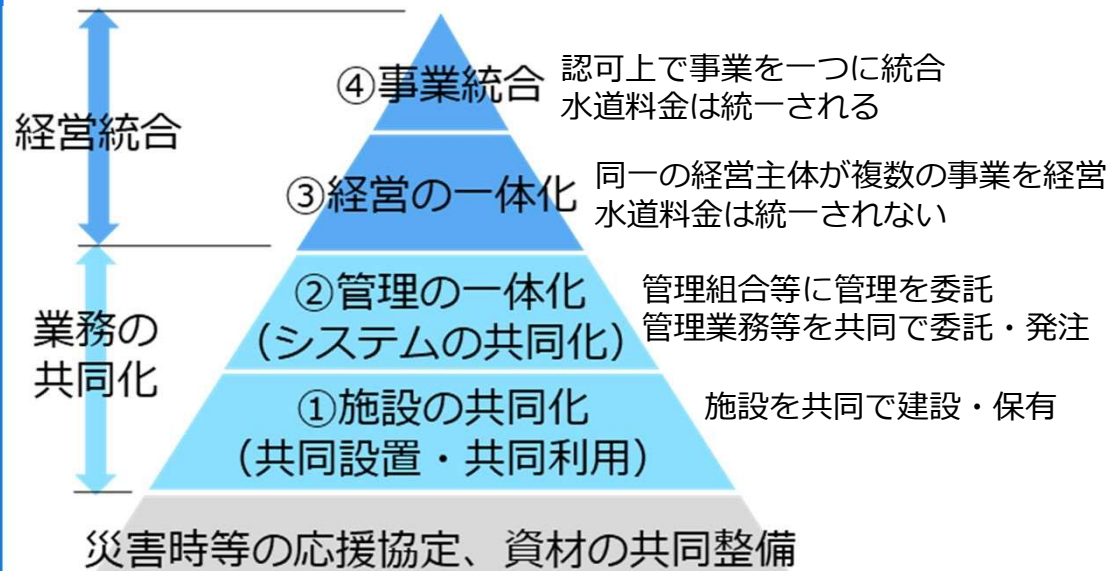 ④事業統合
認可上で事業を一つに統合
水道料金は統一される
経営統合
③経営の一体化
同一の経営主体が複数の事業を経営
水道料金は統一されない
②管理の一体化
（システムの共同化）
管理組合等に管理を委託
管理業務等を共同で委託・発注
業務の
共同化
①施設の共同化
（共同設置・共同利用）
施設を共同で建設・保有
災害時等の応援協定、資材の共同整備